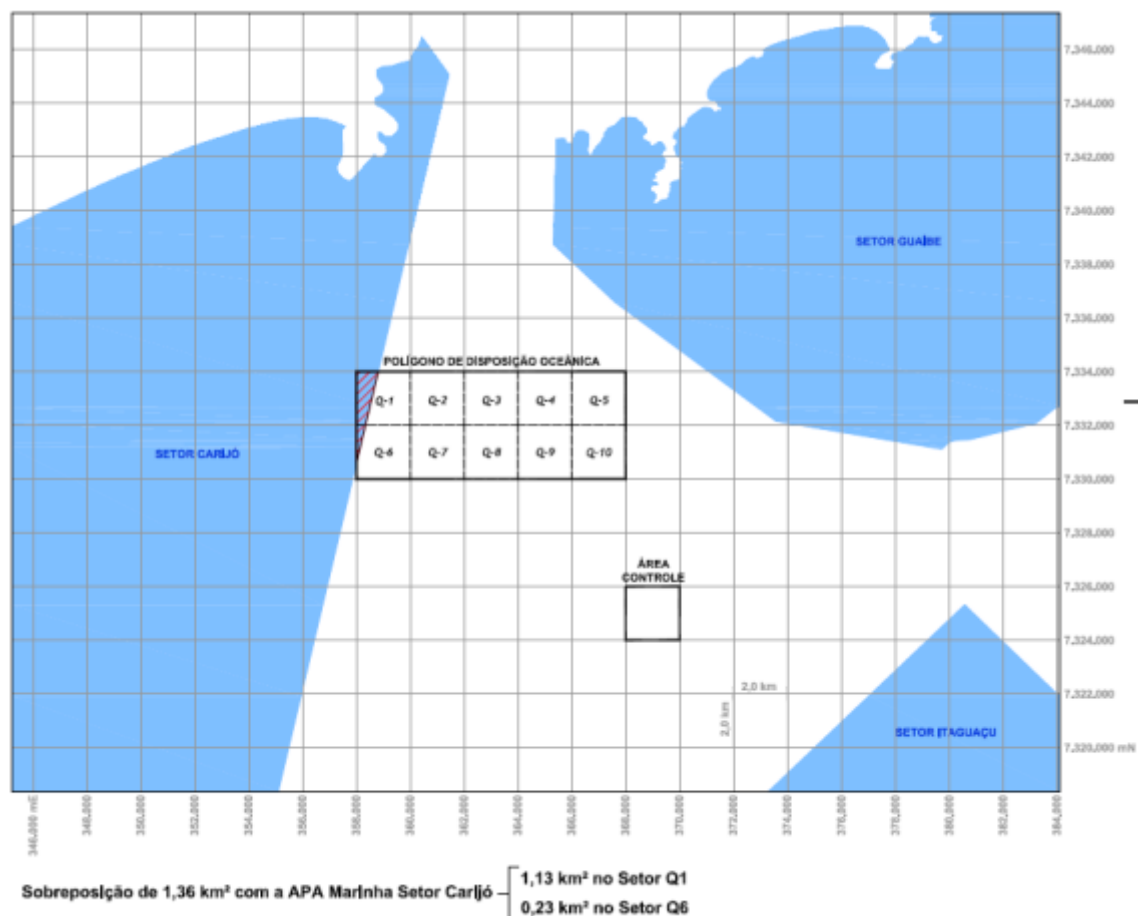 7,346,000
7,344,000
7,342,000
7,340,000
SETOR GUAÍBE
7,338,000
7,336,000
POLÍGONO DE DISPOSIÇÃO OCEÂNICA
7,334,000
Q-1 Q-2 Q-3 Q-4 Q-5
7,332,000
SETOR CARIJÓ
Q-6 Q-7 Q-8 Q-9 Q-10
7,330,000
7,328,000
ÁREA
CONTROLE
7,326,000
7,324,000
2,0 km
7,322,000
2,0 km
SETOR ITAGUAÇU
7,320,000 mN
346,000 mE 348,000 350,000 352,000 354,000 356,000 358,000 360,000 362,000 364,000 366,000 368,000 370,000 372,000 374,000 376,000 378,000 380,000 382,000 384,000
1,13 km² no Setor Q1
Sobreposição de 1,36 km² com a APA Marinha Setor Carijó
0,23 km² no Setor Q6